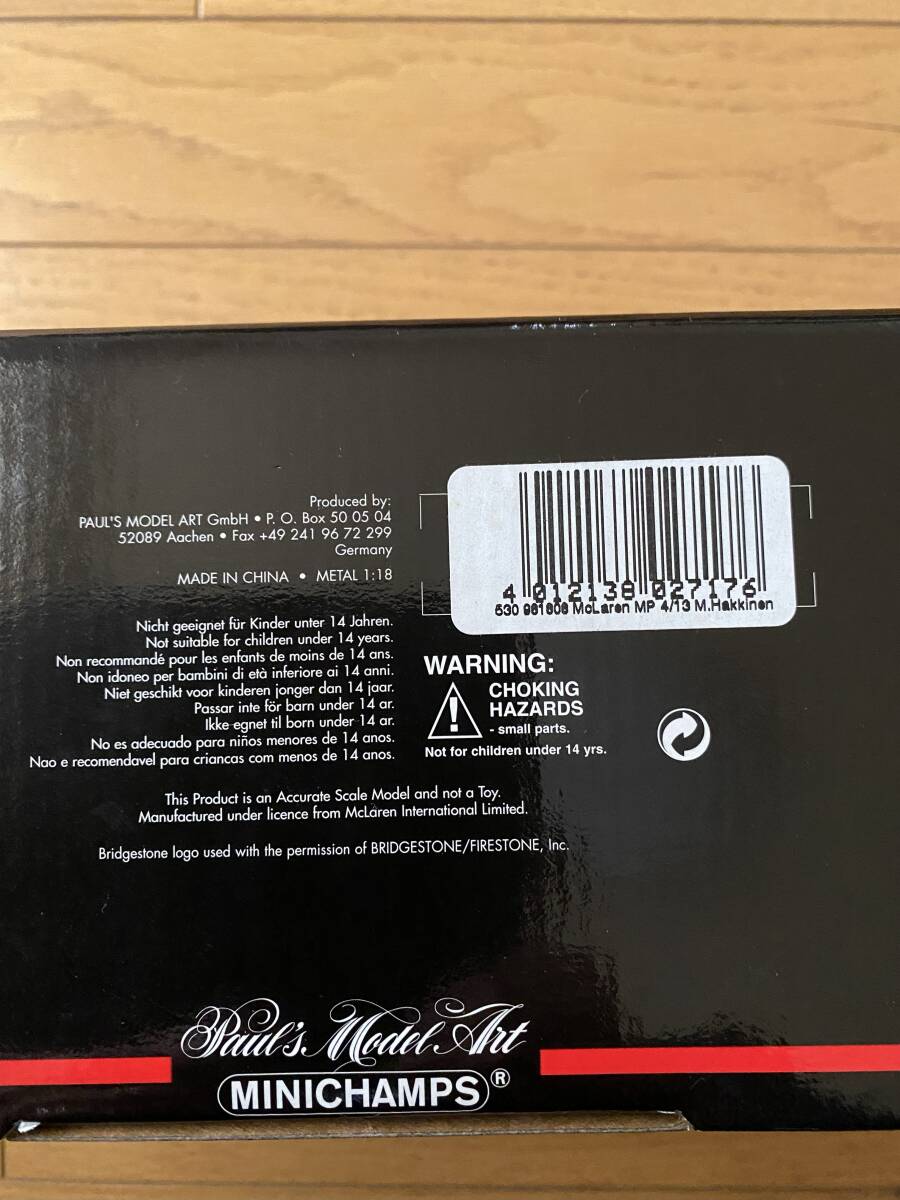 Produced by:
PAUL'S MODEL ART GmbH • P. O. Box 50 05 04
52089 Aachen • Fax +49 241 96 72 299
Germany
MADE IN CHINA • METAL 1:18
4 012138 027176
530 981808 McLaren MP 4/13 M.Hakkinen
Nicht geeignet für Kinder unter 14 Jahren.
Not suitable for children under 14 years.
Non recommandé pour les enfants de moins de 14 ans.
Non idoneo per bambini di età inferiore ai 14 anni.
Niet geschikt voor kinderen jonger dan 14 jaar.
Passar inte för barn under 14 ar.
Ikke egnet til born under 14 ar.
No es adecuado para niños menores de 14 anos.
Nao e recomendavel para criancas com menos de 14 anos.
WARNING:
CHOKING
HAZARDS
- small parts.
Not for children under 14 yrs.
This Product is an Accurate Scale Model and not a Toy.
Manufactured under licence from McLaren International Limited.
Bridgestone logo used with the permission of BRIDGESTONE/FIRESTONE, Inc.
Paul's Model Art
MINICHAMPS®